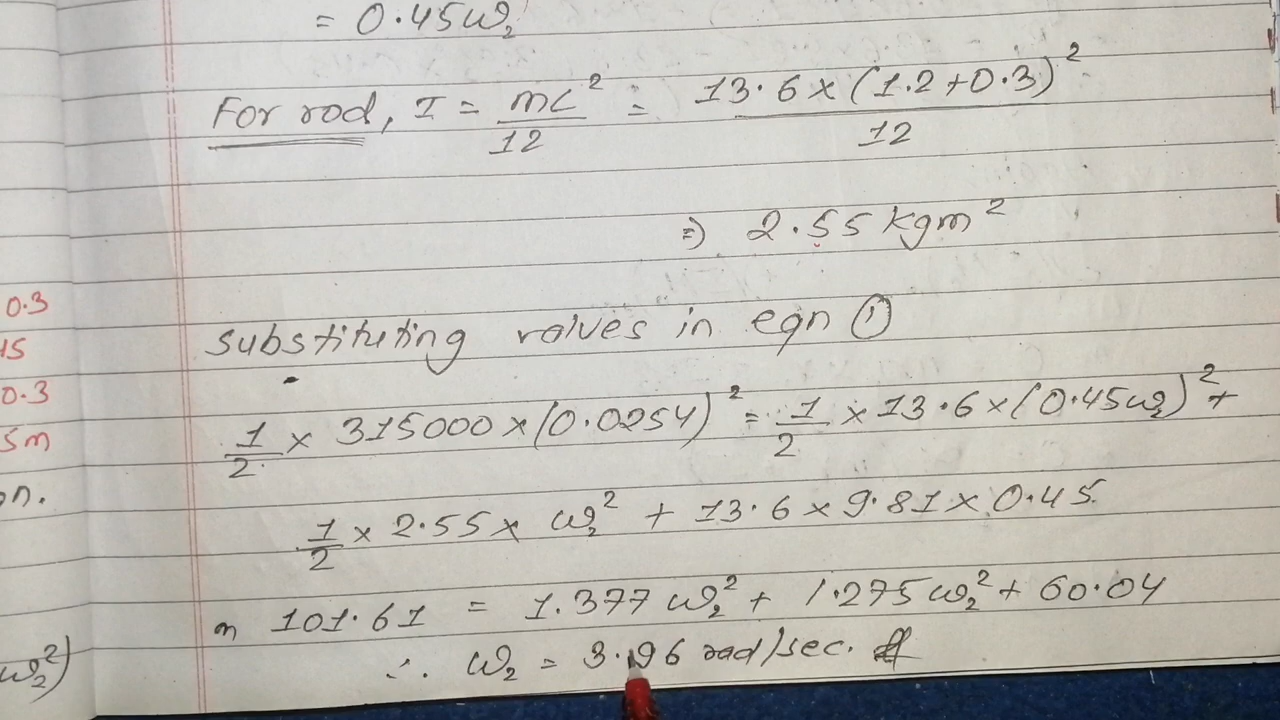 = 0.45ω₂
For rod, I = mL²/12 = 13.6 × (1.2+0.3)²/12
⇒ 2.55 kgm²
0.3
15
0.3
5m
on.
ω₂²)
Substituting values in eqn ①
1/2 × 315000 × (0.0254)² = 1/2 × 13.6 × (0.45ω₂)² +
1/2 × 2.55 × ω₂² + 13.6 × 9.81 × 0.45
101.61 = 1.377 ω₂² + 1.275 ω₂² + 60.04
∴ ω₂ = 3.96 rad/sec.